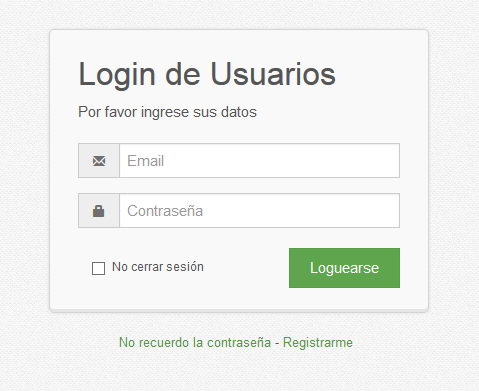 Login de Usuarios
Por favor ingrese sus datos
Email
Contraseña
No cerrar sesión
Loguearse
No recuerdo la contraseña - Registrarme